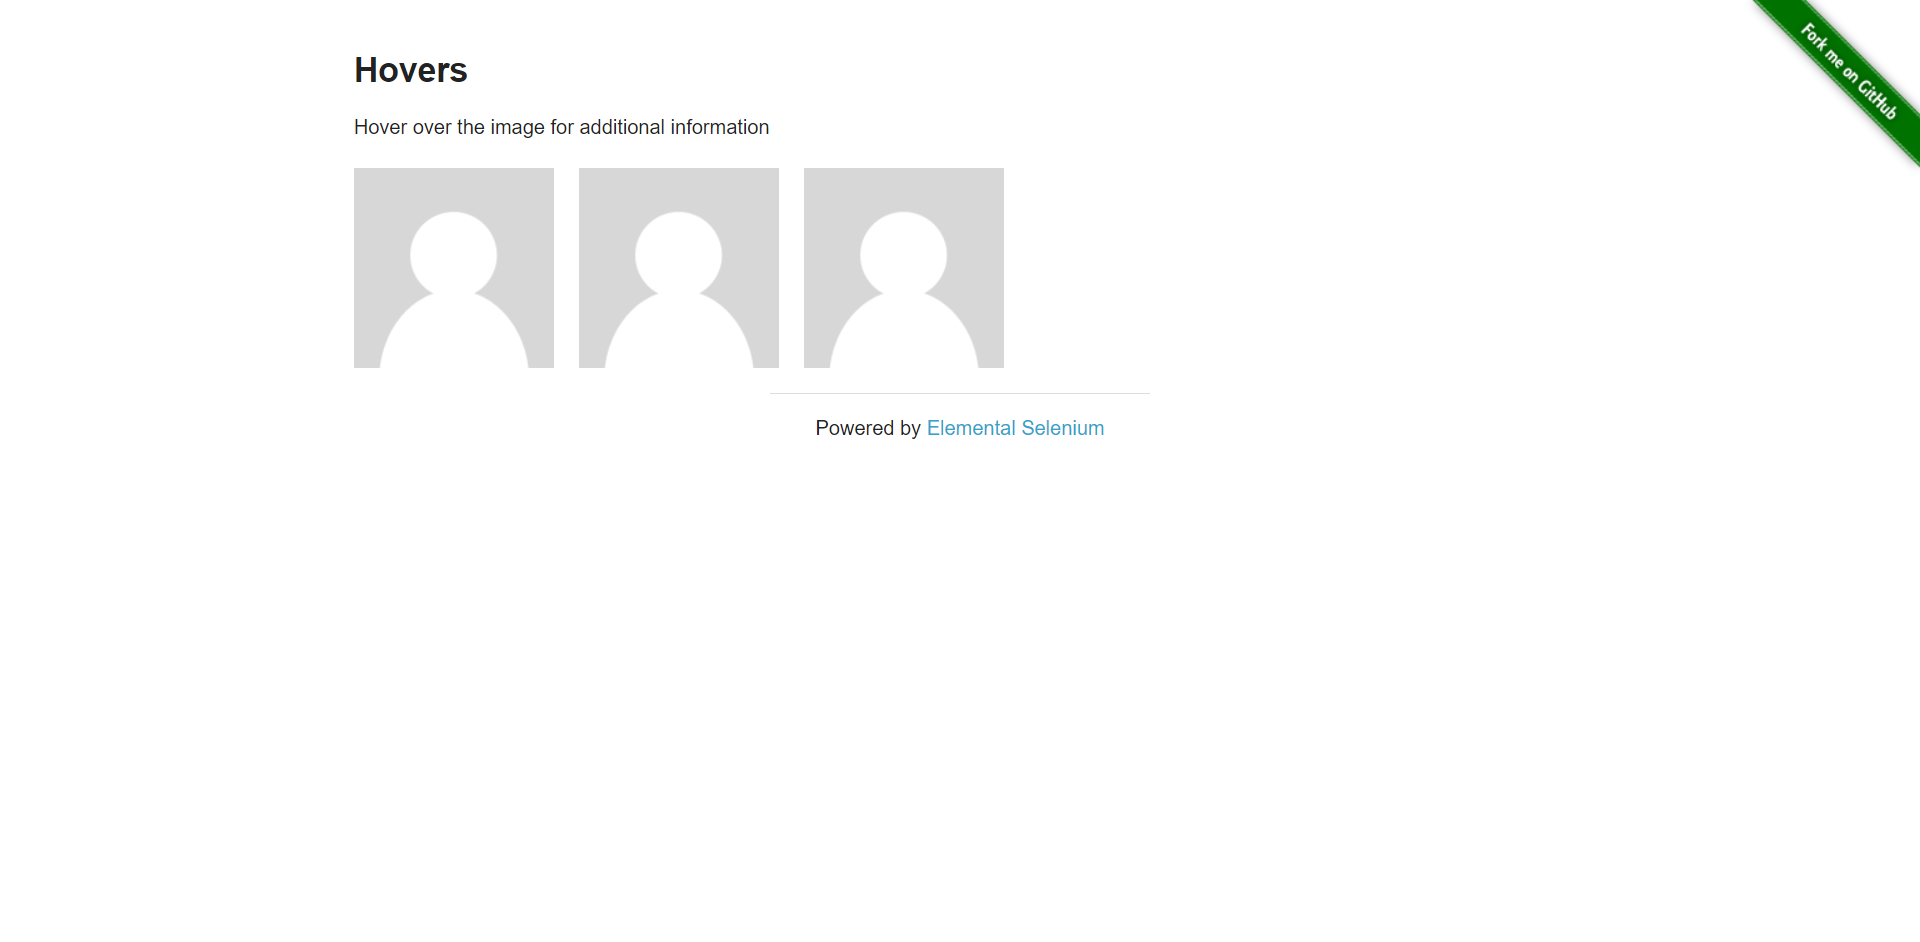 Fork me on GitHub
Hovers
Hover over the image for additional information
Powered by Elemental Selenium